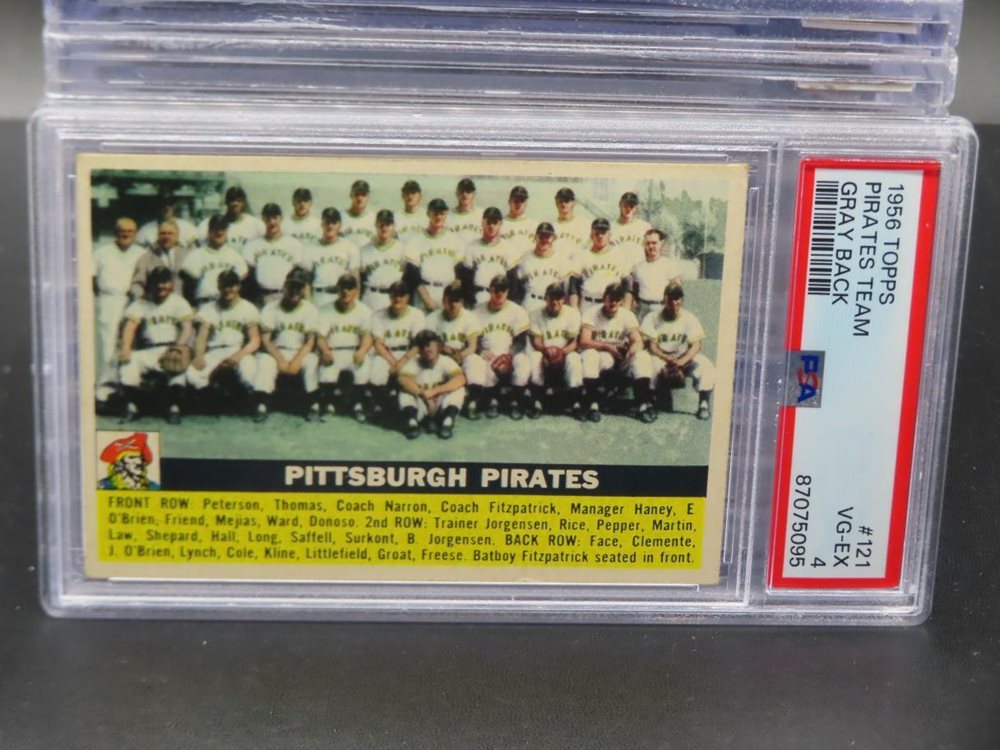 PITTSBURGH PIRATES
FRONT ROW: Peterson, Thomas, Coach Narron, Coach Fitzpatrick, Manager Haney, E.
O'Brien, Friend, Mejias, Ward, Donoso. 2nd ROW: Trainer Jorgensen, Rice, Pepper, Martin,
Law, Shepard, Hall, Long, Saffell, Surkont, B. Jorgensen. BACK ROW: Face, Clemente,
J. O'Brien, Lynch, Cole, Kline, Littlefield, Groat, Freese. Batboy Fitzpatrick seated in front.
1956 TOPPS
PIRATES TEAM
GRAY BACK
PSA
#121
VG-EX
4
87075095